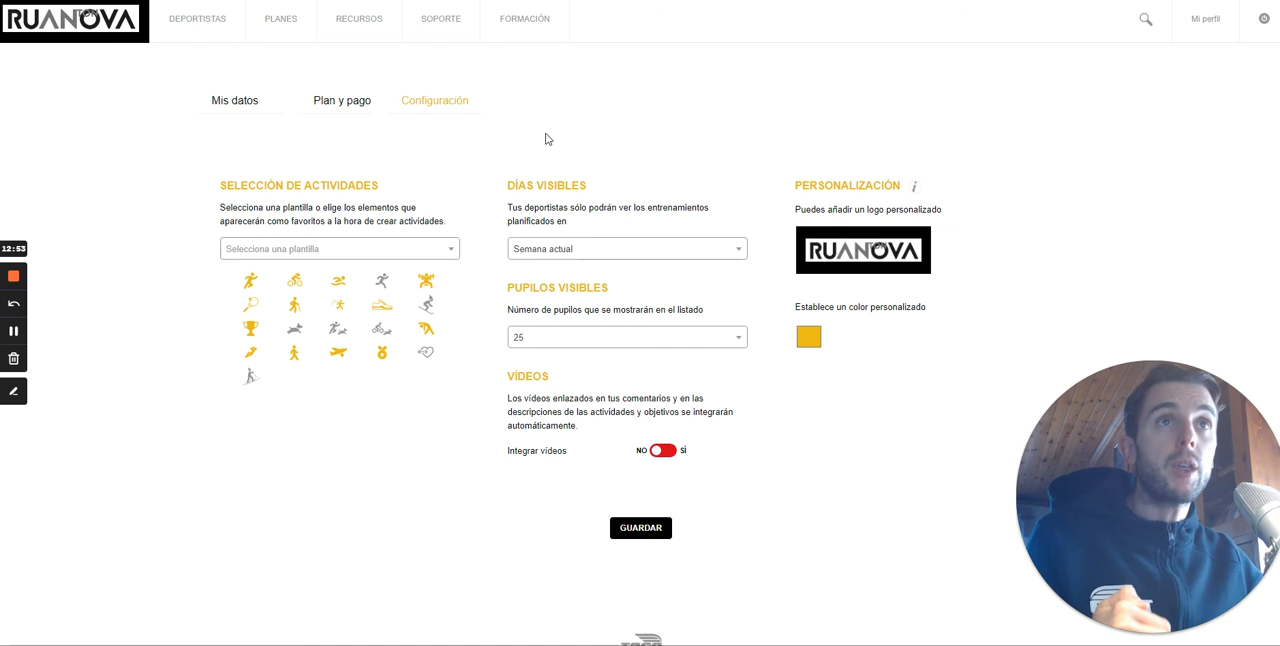 RUANOVA
DEPORTISTAS
PLANES
RECURSOS
SOPORTE
FORMACIÓN
Mi perfil
Mis datos
Plan y pago
Configuración
SELECCIÓN DE ACTIVIDADES
Selecciona una plantilla o elige los elementos que
aparecerán como favoritos a la hora de crear actividades.
Selecciona una plantilla
DÍAS VISIBLES
Tus deportistas sólo podrán ver los entrenamientos
planificados en
Semana actual
PUPILOS VISIBLES
Número de pupilos que se mostrarán en el listado
25
VÍDEOS
Los vídeos enlazados en tus comentarios y en las
descripciones de las actividades y objetivos se integrarán
automáticamente.
Integrar vídeos
NO
SÍ
PERSONALIZACIÓN i
Puedes añadir un logo personalizado
RUANOVA
Establece un color personalizado
12:53
GUARDAR